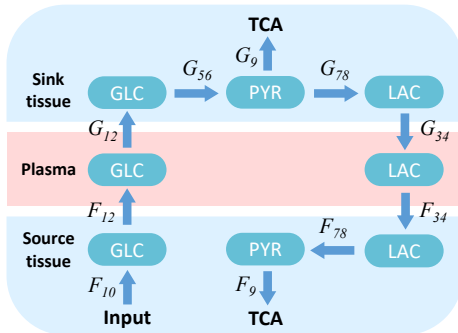 TCA
G9
G56
G78
Sink
tissue
GLC
PYR
LAC
G12
G34
Plasma
GLC
LAC
F12
F34
Source
tissue
GLC
PYR
F78
LAC
F10
F9
Input
TCA